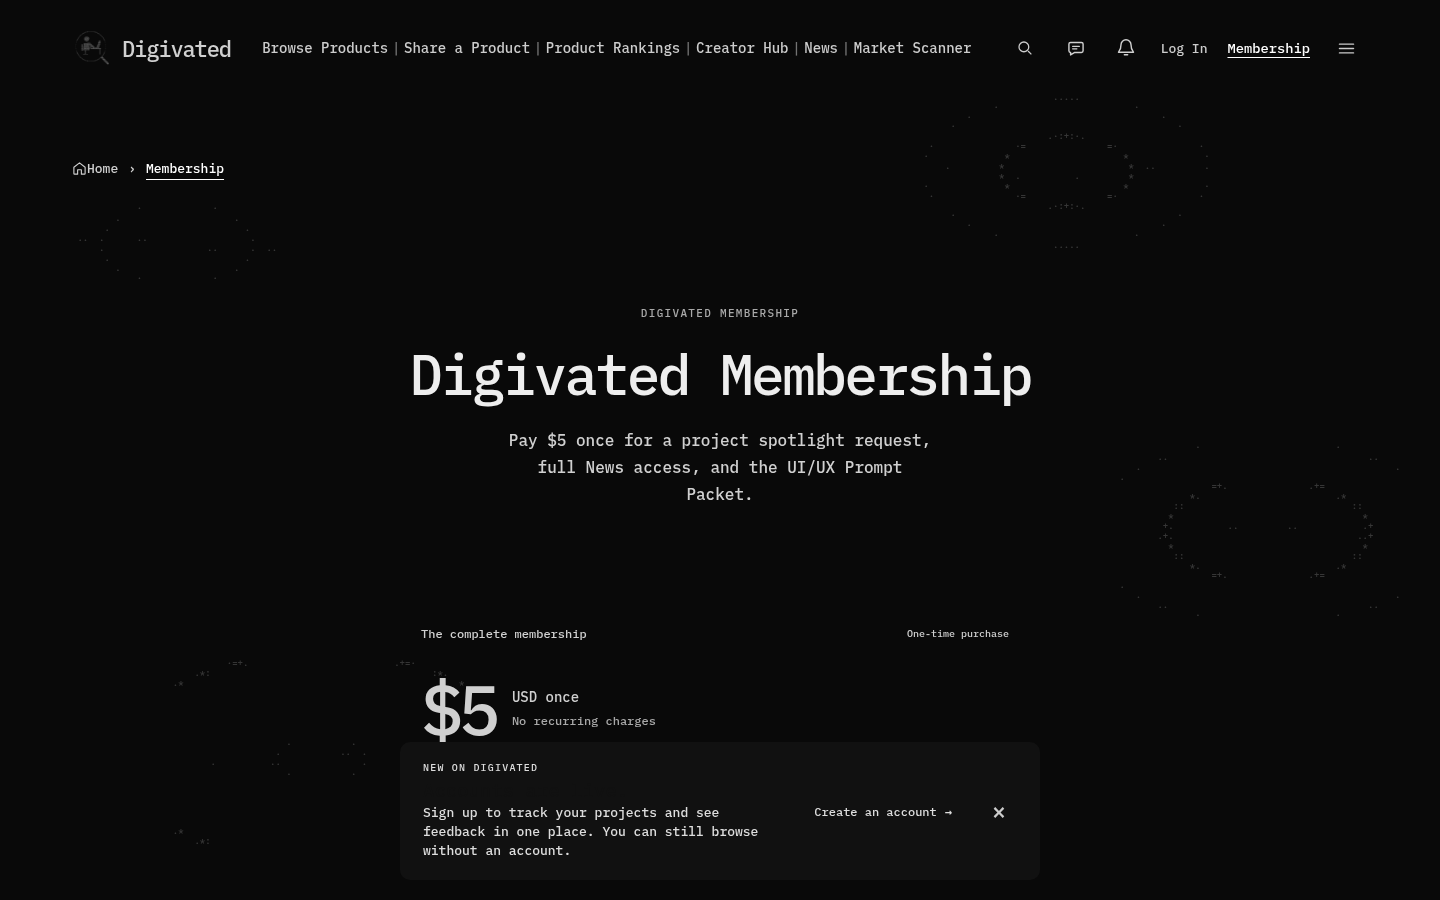 Digivated
Browse Products | Share a Product | Product Rankings | Creator Hub | News | Market Scanner
Log In
Membership
Home › Membership
DIGIVATED MEMBERSHIP
Digivated Membership
Pay $5 once for a project spotlight request,
full News access, and the UI/UX Prompt
Packet.
The complete membership
One-time purchase
$5
USD once
No recurring charges
NEW ON DIGIVATED
Sign up to track your projects and see
feedback in one place. You can still browse
without an account.
Create an account →